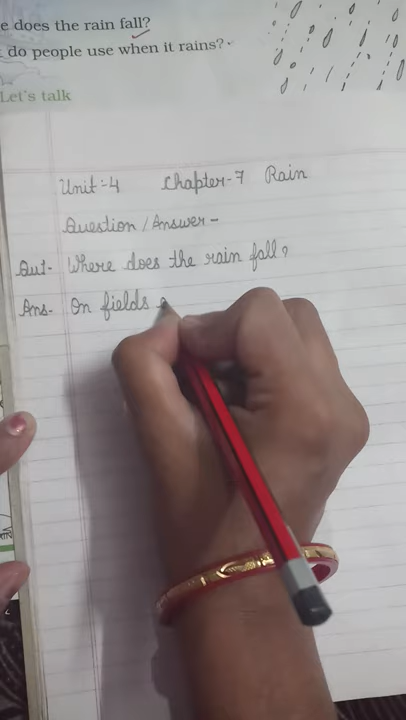 e does the rain fall?
do people use when it rains?
Let's talk
Unit:-4 Chapter-7 Rain
Question/Answer-
Qu1- Where does the rain fall?
Ans- On fields